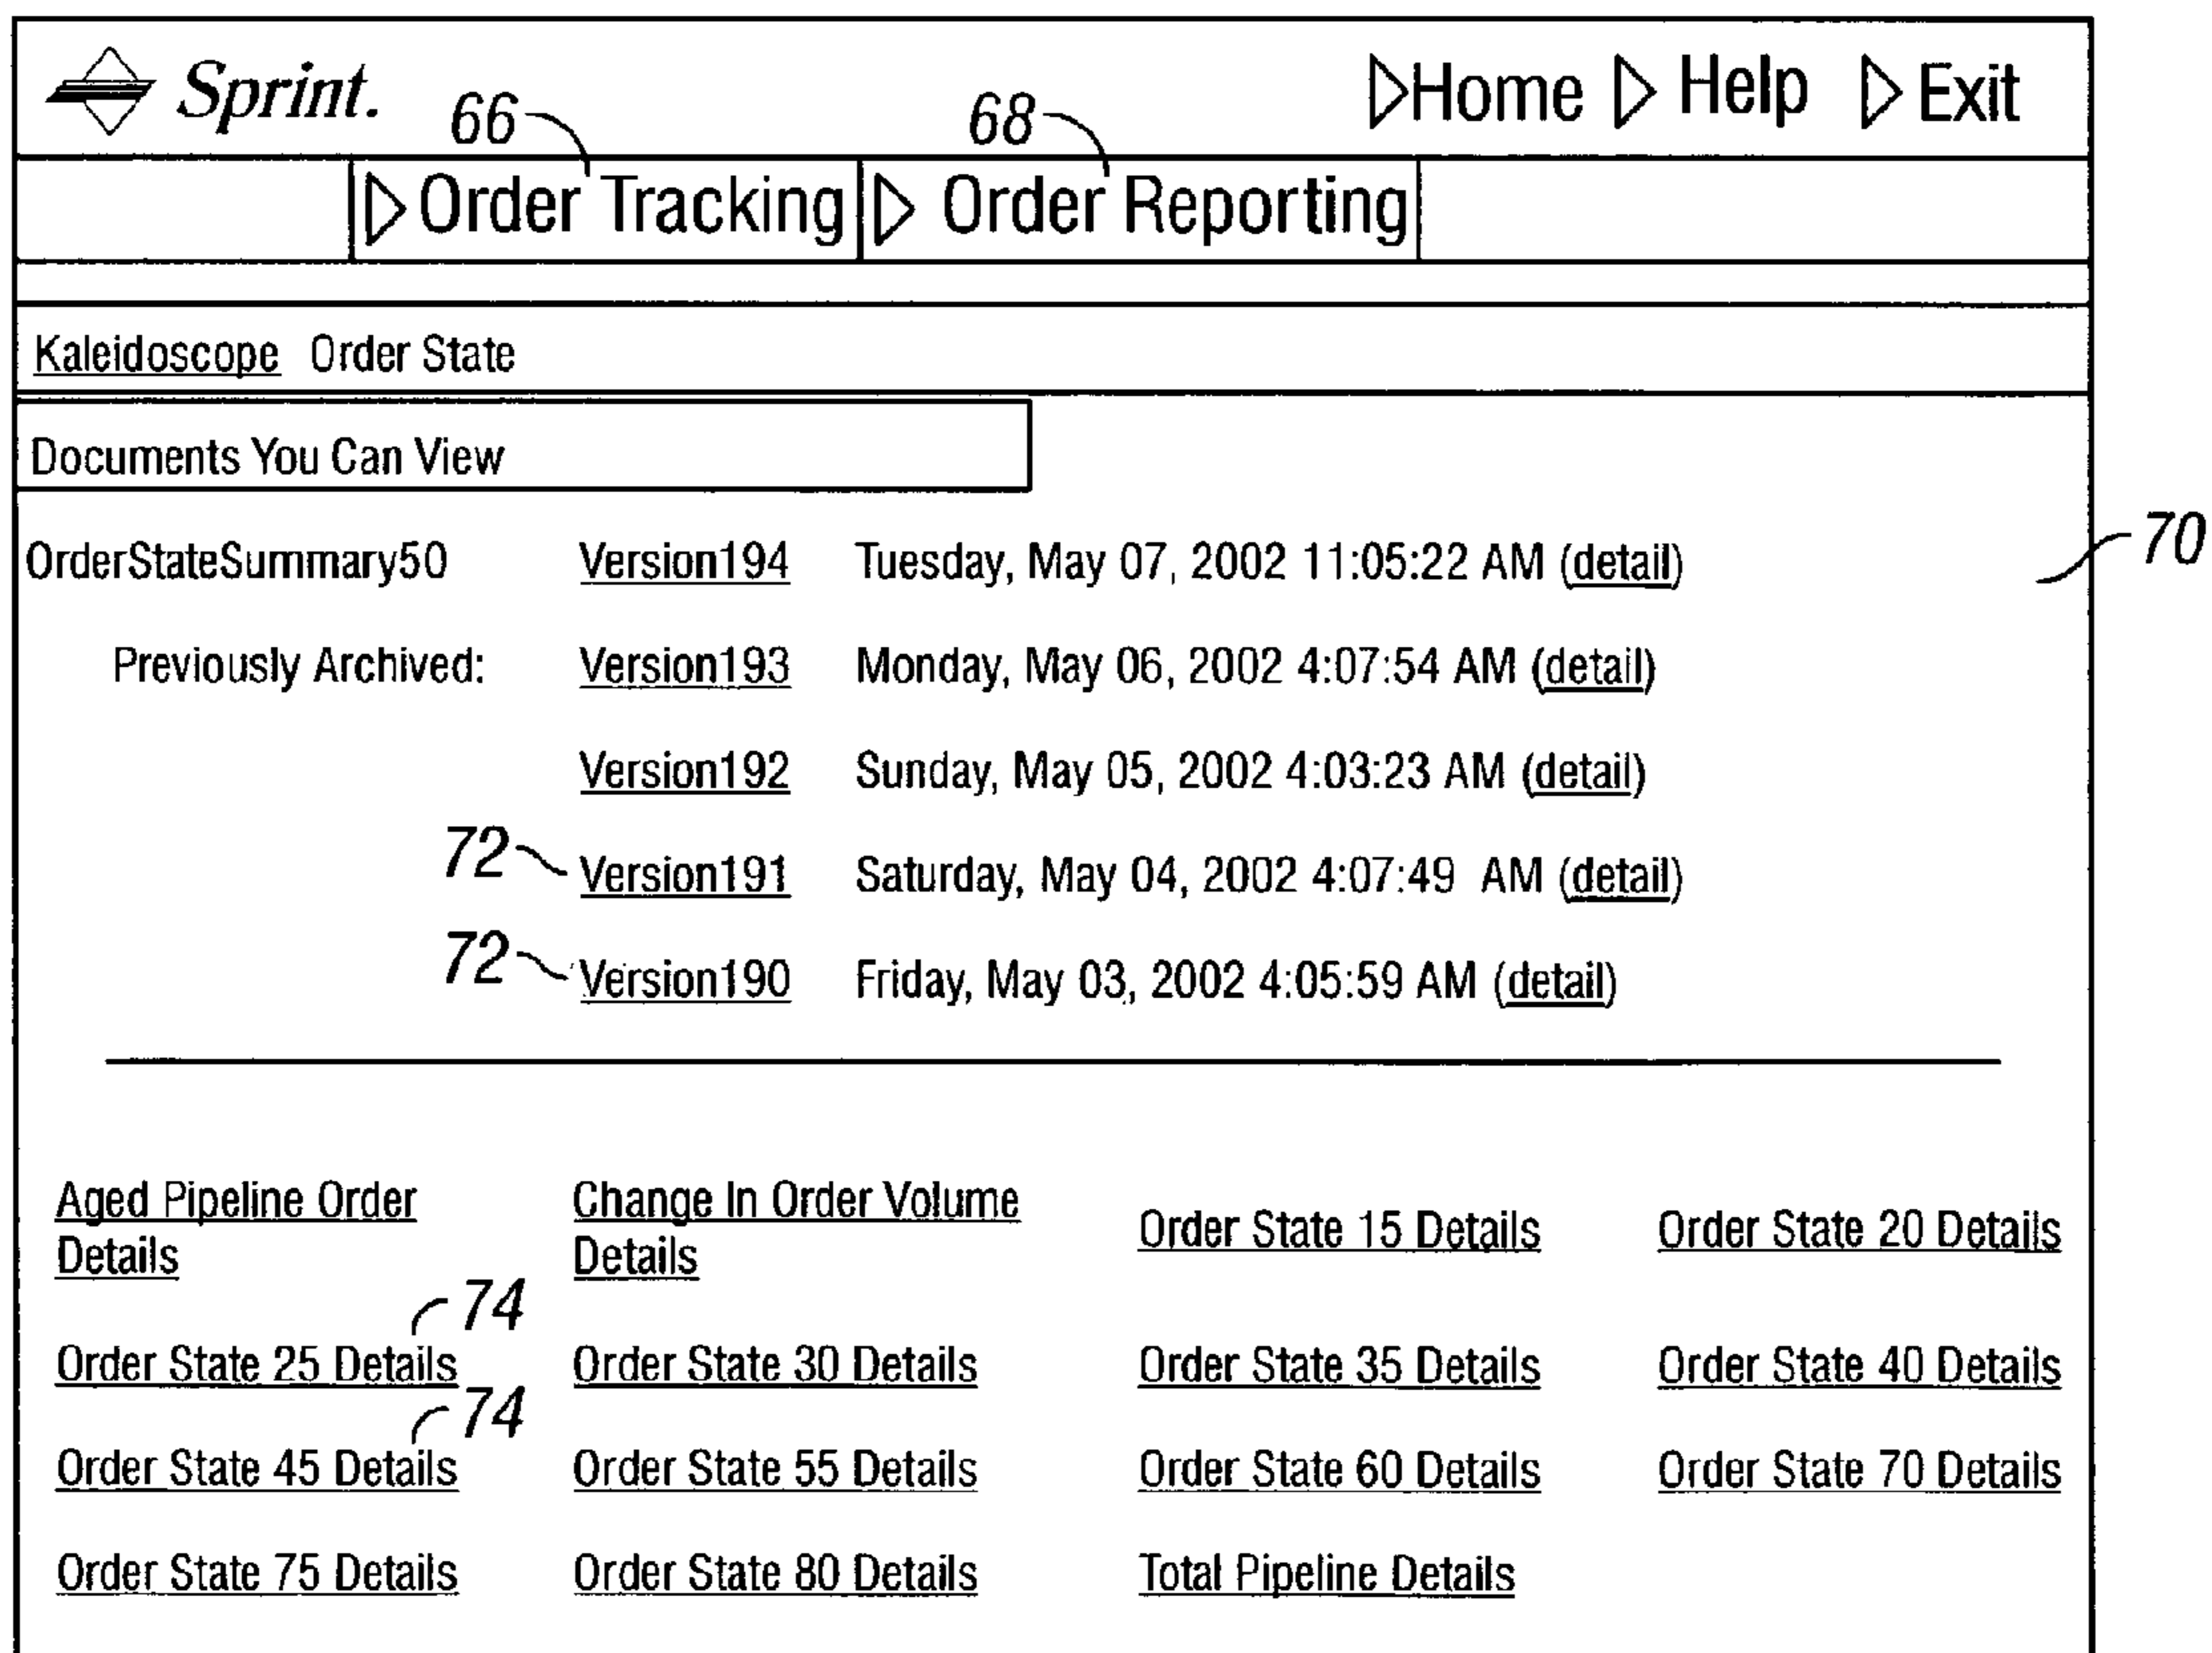 Sprint. ▷Home ▷ Help ▷ Exit
66 68
▷ Order Tracking ▷ Order Reporting
Kaleidoscope Order State
Documents You Can View
70
OrderStateSummary50 Version194 Tuesday, May 07, 2002 11:05:22 AM (detail)
Previously Archived: Version193 Monday, May 06, 2002 4:07:54 AM (detail)
Version192 Sunday, May 05, 2002 4:03:23 AM (detail)
72 Version191 Saturday, May 04, 2002 4:07:49 AM (detail)
72 Version190 Friday, May 03, 2002 4:05:59 AM (detail)
Aged Pipeline Order Details
Change In Order Volume Details
Order State 15 Details Order State 20 Details
74
Order State 25 Details Order State 30 Details Order State 35 Details Order State 40 Details
74
Order State 45 Details Order State 55 Details Order State 60 Details Order State 70 Details
Order State 75 Details Order State 80 Details Total Pipeline Details